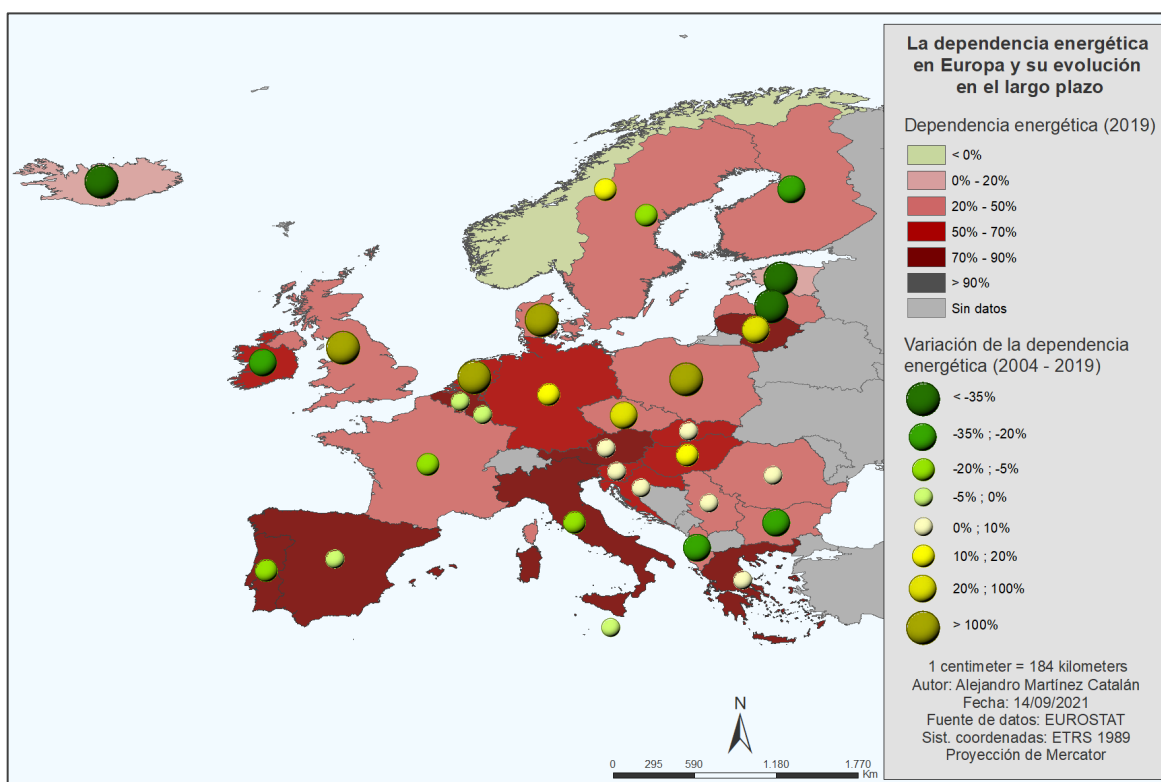 La dependencia energética
en Europa y su evolución
en el largo plazo
Dependencia energética (2019)
< 0%
0% - 20%
20% - 50%
50% - 70%
70% - 90%
> 90%
Sin datos
Variación de la dependencia
energética (2004 - 2019)
< -35%
-35% ; -20%
-20% ; -5%
-5% ; 0%
0% ; 10%
10% ; 20%
20% ; 100%
> 100%
1 centimeter = 184 kilometers
Autor: Alejandro Martínez Catalán
Fecha: 14/09/2021
Fuente de datos: EUROSTAT
Sist. coordenadas: ETRS 1989
Proyección de Mercator
N
0 295 590 1.180 1.770
Km